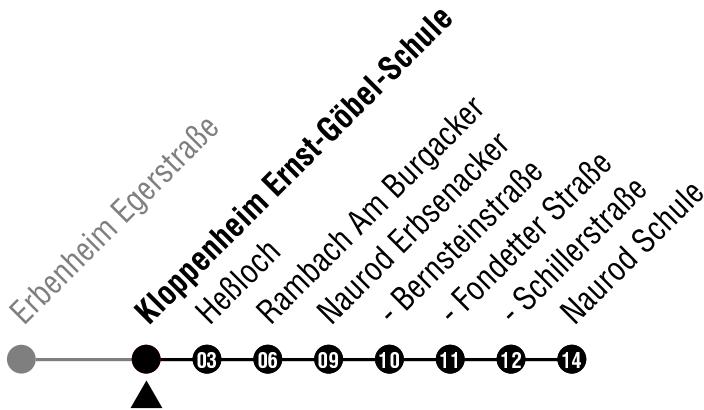 Erbenheim Egerstraße
Kloppenheim Ernst-Göbel-Schule
Heßloch
Rambach Am Burgacker
Naurod Erbsenacker
- Bernsteinstraße
- Fondetter Straße
- Schillerstraße
Naurod Schule
03 06 09 10 11 12 14